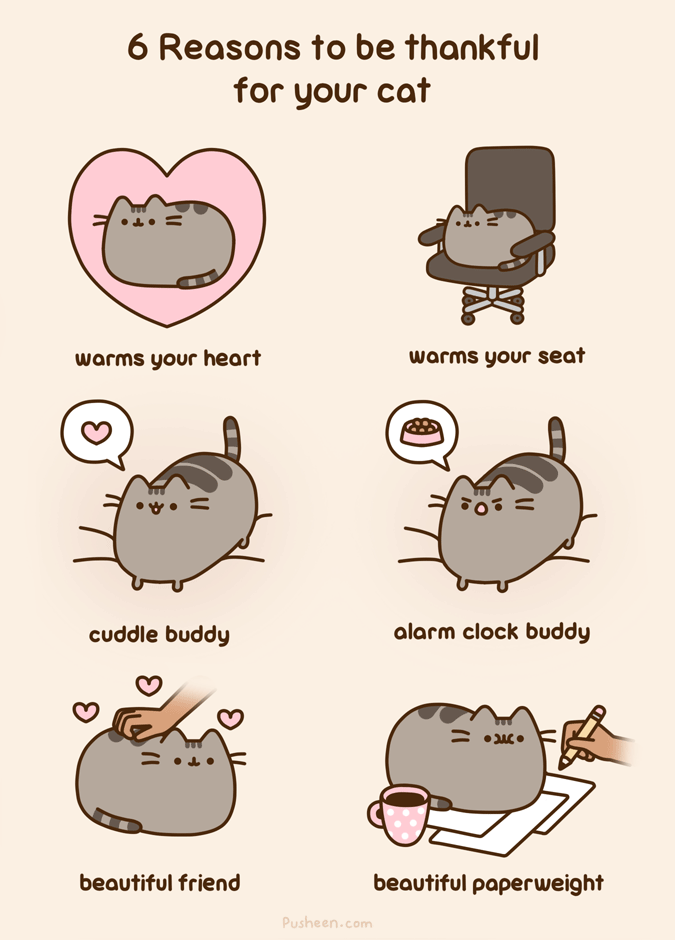 6 Reasons to be thankful
for your cat
warms your heart
warms your seat
cuddle buddy
alarm clock buddy
beautiful friend
beautiful paperweight
Pusheen.com